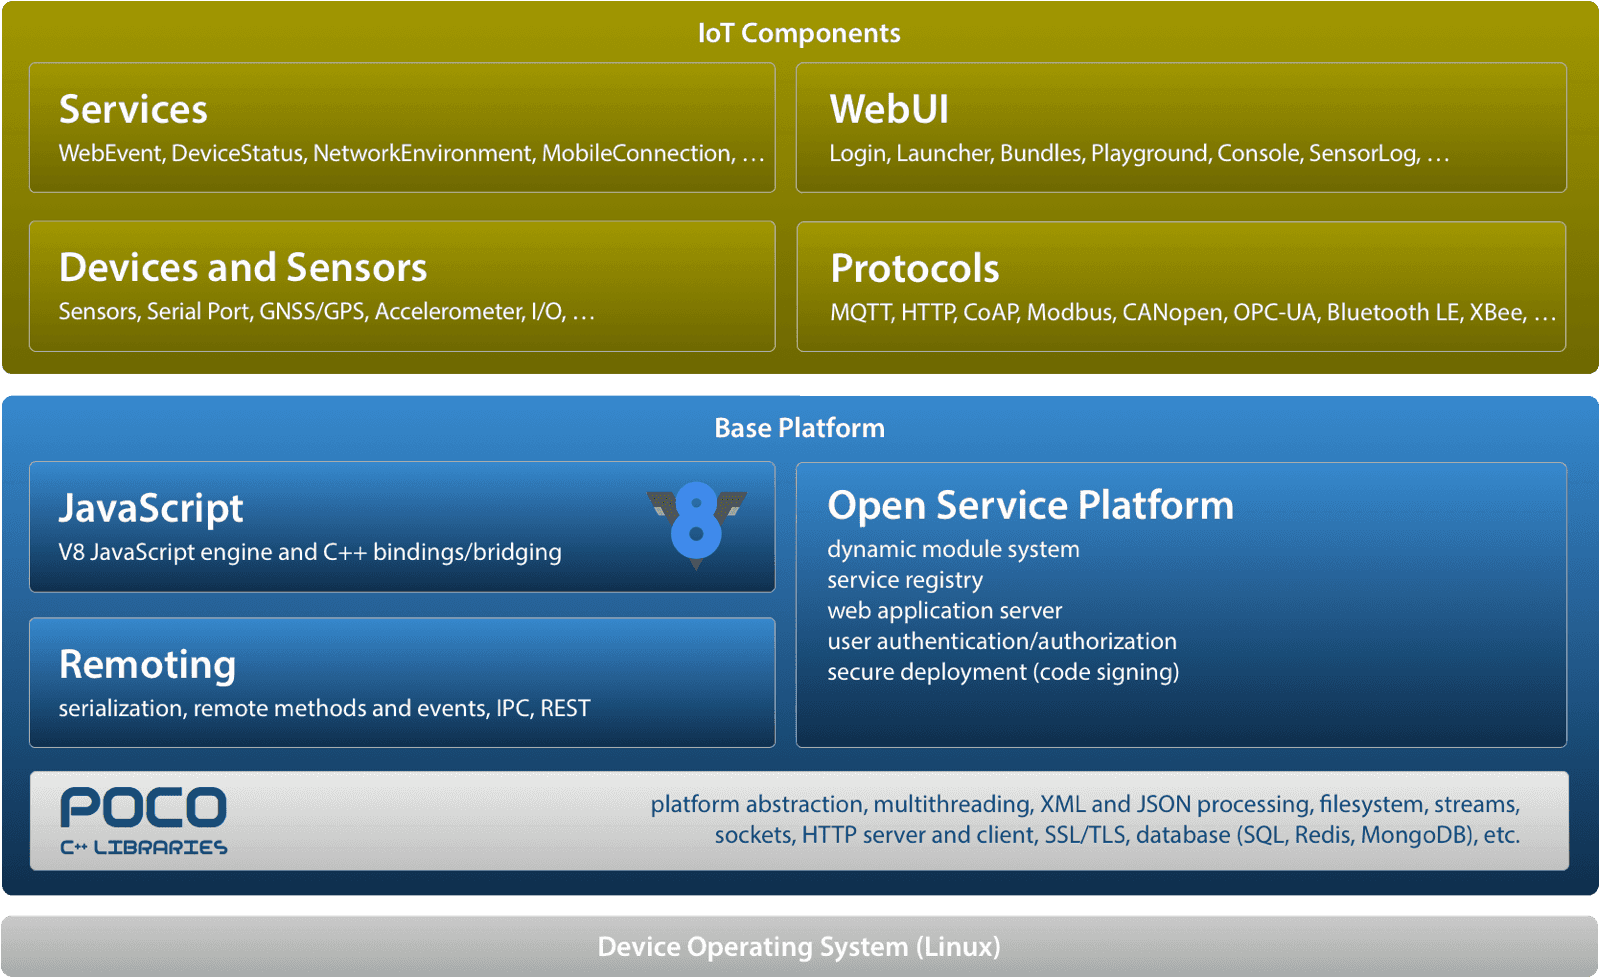 IoT Components
Services
WebEvent, DeviceStatus, NetworkEnvironment, MobileConnection, …
WebUI
Login, Launcher, Bundles, Playground, Console, SensorLog, …
Devices and Sensors
Sensors, Serial Port, GNSS/GPS, Accelerometer, I/O, …
Protocols
MQTT, HTTP, CoAP, Modbus, CANopen, OPC-UA, Bluetooth LE, XBee, …
Base Platform
JavaScript
V8 JavaScript engine and C++ bindings/bridging
8
Remoting
serialization, remote methods and events, IPC, REST
Open Service Platform
dynamic module system
service registry
web application server
user authentication/authorization
secure deployment (code signing)
POCO
C++ LIBRARIES
platform abstraction, multithreading, XML and JSON processing, filesystem, streams,
sockets, HTTP server and client, SSL/TLS, database (SQL, Redis, MongoDB), etc.
Device Operating System (Linux)